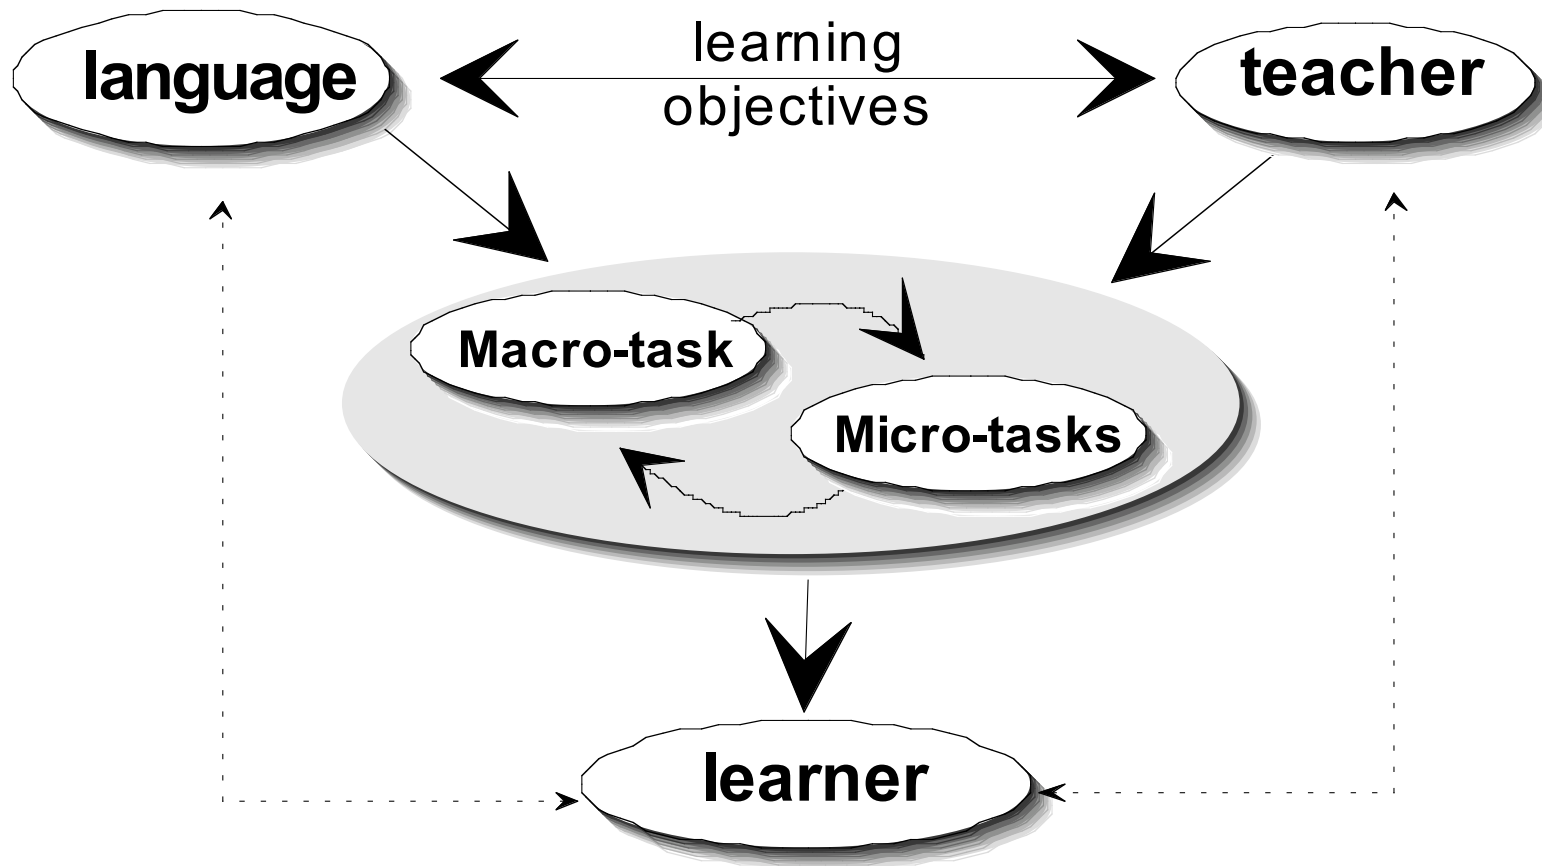 language
learning
objectives
teacher
Macro-task
Micro-tasks
learner